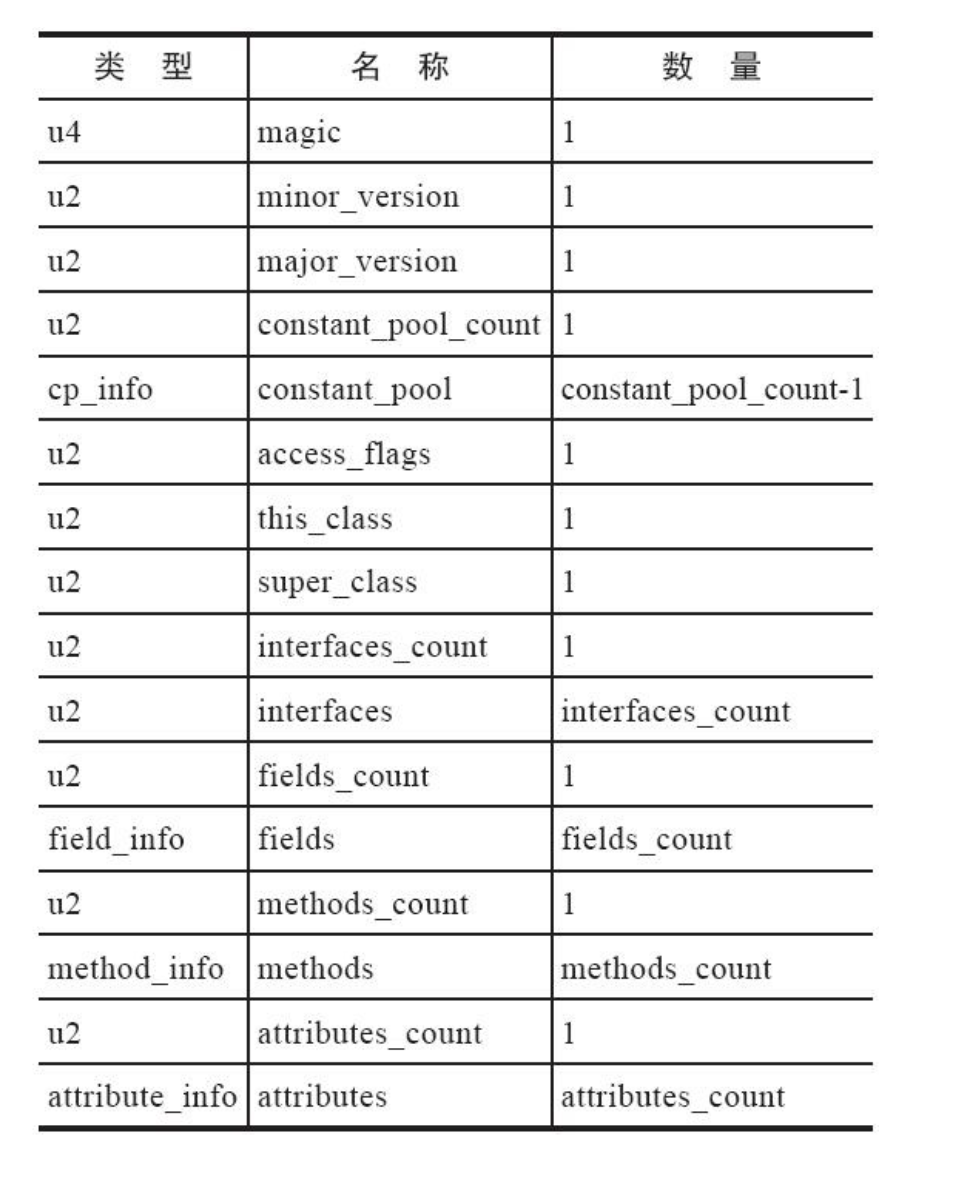 类 型 名 称 数 量
u4 magic 1
u2 minor_version 1
u2 major_version 1
u2 constant_pool_count 1
cp_info constant_pool constant_pool_count-1
u2 access_flags 1
u2 this_class 1
u2 super_class 1
u2 interfaces_count 1
u2 interfaces interfaces_count
u2 fields_count 1
field_info fields fields_count
u2 methods_count 1
method_info methods methods_count
u2 attributes_count 1
attribute_info attributes attributes_count